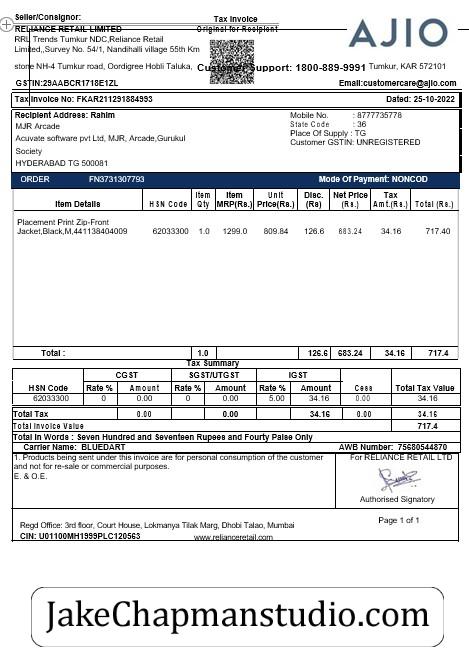 Seller/Consignor:
Tax Invoice
RELIANCE RETAIL LIMITED
Original for Recipient
AJIO
RRL Trends Tumkur NDC,Reliance Retail
Limited,,Survey No. 54/1, Nandihalli village 55th Km
stone NH-4 Tumkur road, Oordigree Hobli Taluka,
Customer Support: 1800-889-9991
Tumkur, KAR 572101
GSTIN:29AABCR1718E1ZL
Email:customercare@ajio.com
Tax Invoice No: FKAR211291884993
Dated: 25-10-2022
Recipient Address: Rahim
MJR Arcade
Acuvate software pvt Ltd, MJR, Arcade,Gurukul
Society
HYDERABAD TG 500081
Mobile No. : 8777735778
State Code : 36
Place Of Supply : TG
Customer GSTIN: UNREGISTERED
ORDER FN3731307793 Mode Of Payment: NONCOD
Item Details HSN Code Item Qty Item MRP(Rs.) Unit Price(Rs.) Disc. (Rs) Net Price (Rs.) Tax Amt.(Rs.) Total (Rs.)
Placement Print Zip-Front
Jacket,Black,M,441138404009 62033300 1.0 1299.0 809.84 126.6 683.24 34.16 717.40
Total : 1.0 126.6 683.24 34.16 717.4
Tax Summary
CGST SGST/UTGST IGST
HSN Code Rate % Amount Rate % Amount Rate % Amount Cess Total Tax Value
62033300 0 0.00 0 0.00 5.00 34.16 0.00 34.16
Total Tax 0.00 0.00 34.16 0.00 34.16
Total Invoice Value 717.4
Total In Words : Seven Hundred and Seventeen Rupees and Fourty Paise Only
Carrier Name: BLUEDART AWB Number: 75680544870
1. Products being sent under this invoice are for personal consumption of the customer
and not for re-sale or commercial purposes.
E. & O.E.
For RELIANCE RETAIL LTD
Authorised Signatory
Page 1 of 1
Regd Office: 3rd floor, Court House, Lokmanya Tilak Marg, Dhobi Talao, Mumbai
CIN: U01100MH1999PLC120563 www.relianceretail.com
JakeChapmanstudio.com